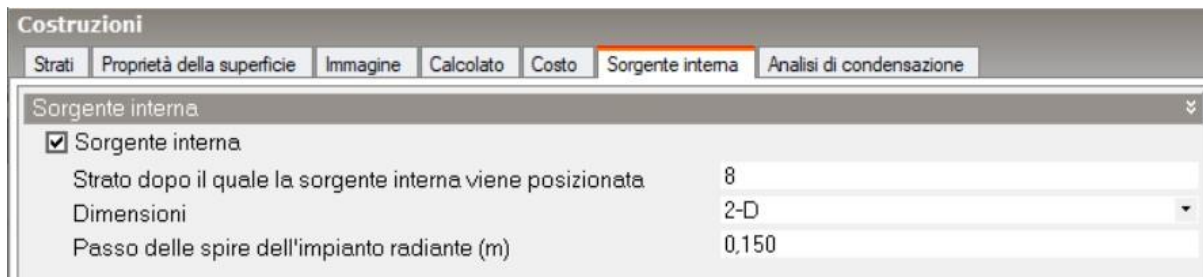 Costruzioni
Strati Proprietà della superficie Immagine Calcolato Costo Sorgente interna Analisi di condensazione
Sorgente interna
Sorgente interna
Strato dopo il quale la sorgente interna viene posizionata 8
Dimensioni 2-D
Passo delle spire dell'impianto radiante (m) 0,150